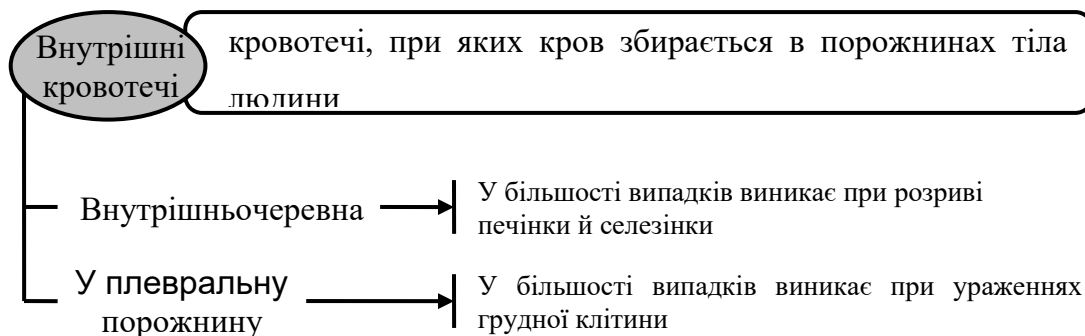 Внутрішні
кровотечі
кровотечі, при яких кров збирається в порожнинах тіла
людини
Внутрішньочеревна
У більшості випадків виникає при розриві
печінки й селезінки
У плевральну
порожнину
У більшості випадків виникає при ураженнях
грудної клітини